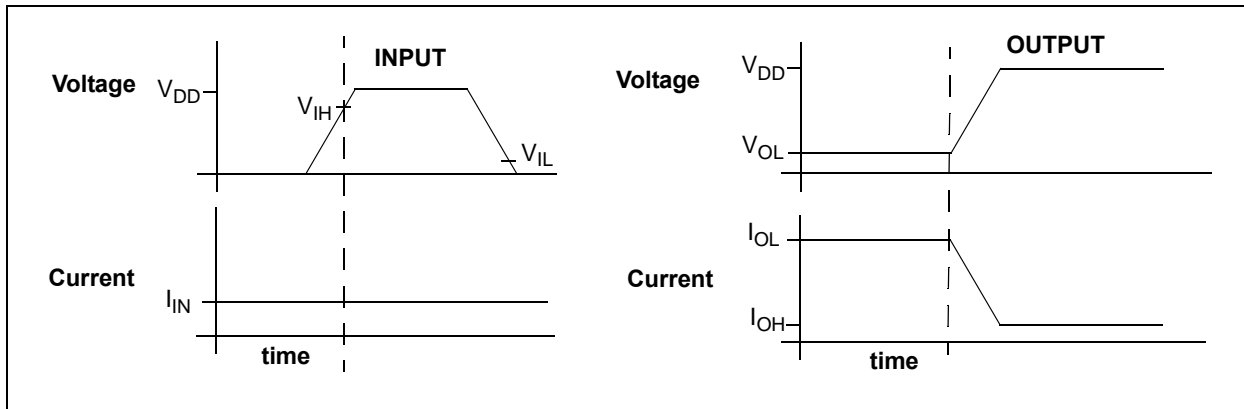 INPUT
Voltage
VDD
VIH
VIL
Current
IIN
time
OUTPUT
Voltage
VDD
VOL
IOL
Current
IOH
time